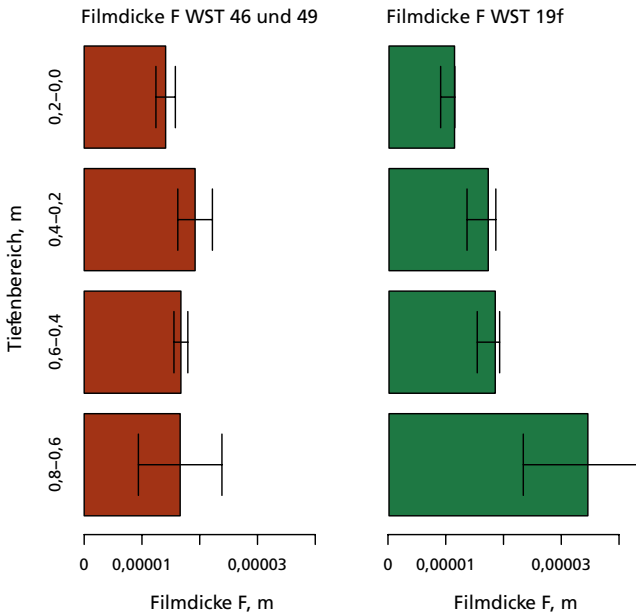 Filmdicke F WST 46 und 49
Filmdicke F WST 19f
Tiefenbereich, m
0,2–0,0
0,4–0,2
0,6–0,4
0,8–0,6
0 0,00001 0,00003
0 0,00001 0,00003
Filmdicke F, m
Filmdicke F, m